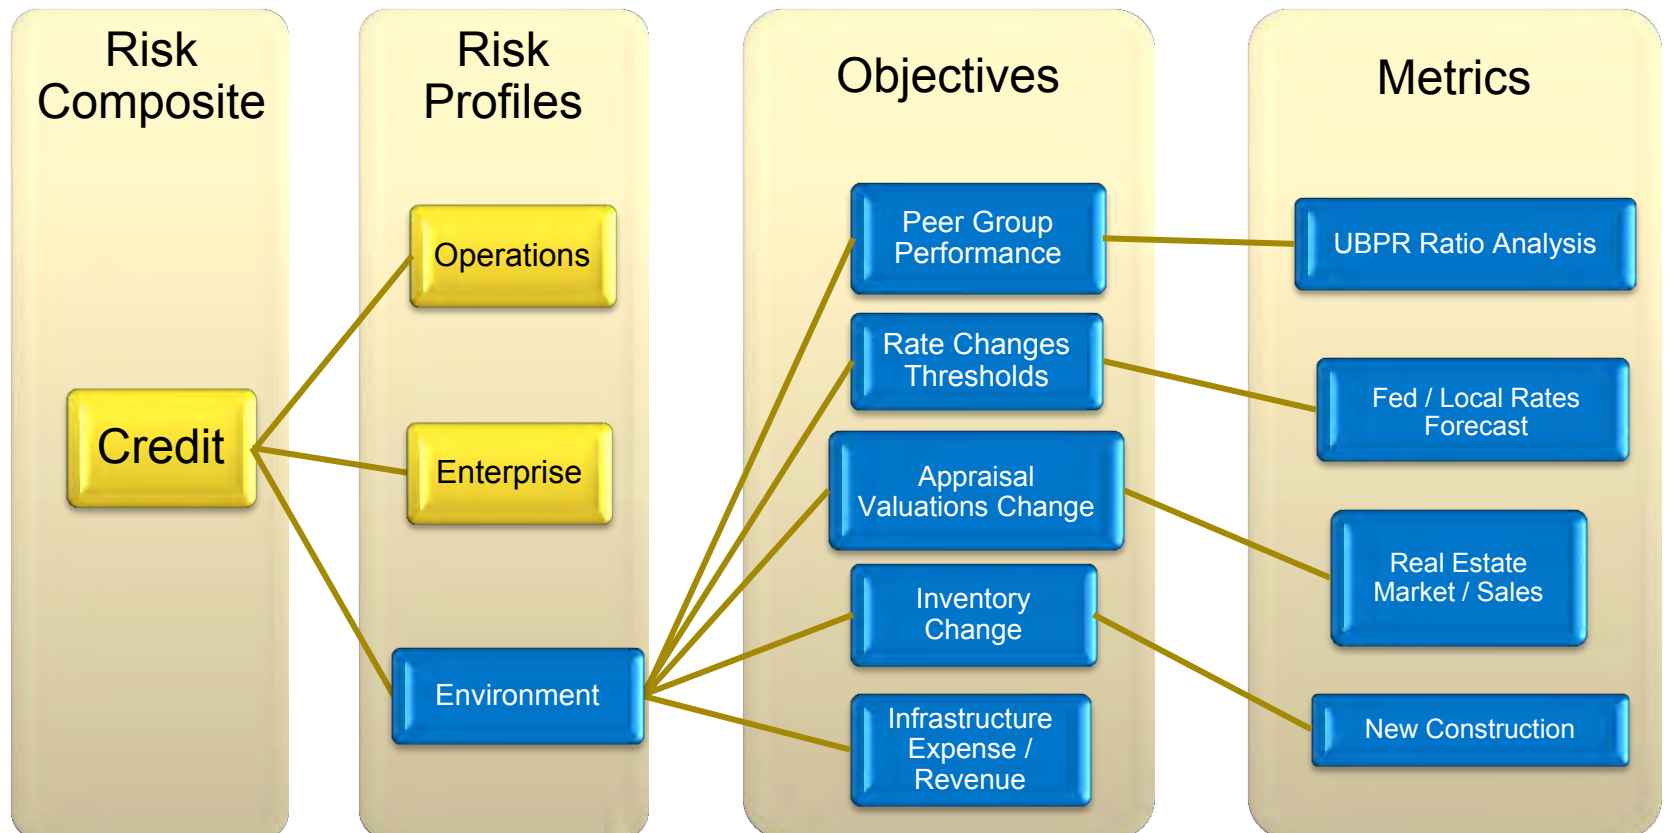 Risk
Composite
Credit
Risk
Profiles
Operations
Enterprise
Environment
Objectives
Peer Group
Performance
Rate Changes
Thresholds
Appraisal
Valuations Change
Inventory
Change
Infrastructure
Expense /
Revenue
Metrics
UBPR Ratio Analysis
Fed / Local Rates
Forecast
Real Estate
Market / Sales
New Construction